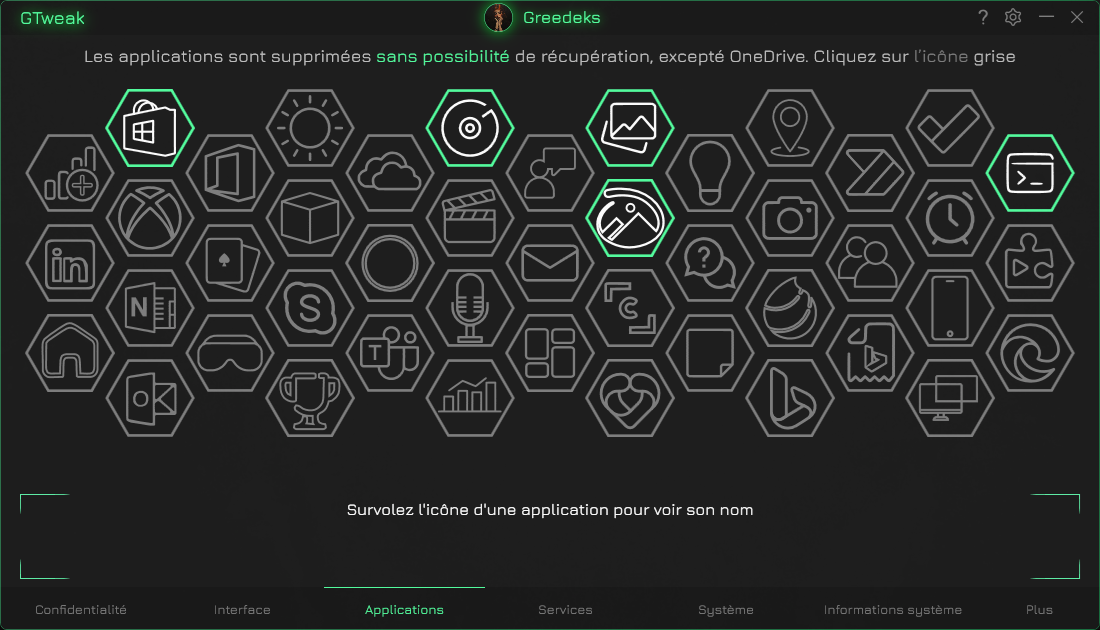 GTweak
Greedeks
?
Les applications sont supprimées sans possibilité de récupération, excepté OneDrive. Cliquez sur l'icône grise
in
N
S
T
?
C
O
Survolez l'icône d'une application pour voir son nom
Confidentialité Interface Applications Services Système Informations système Plus